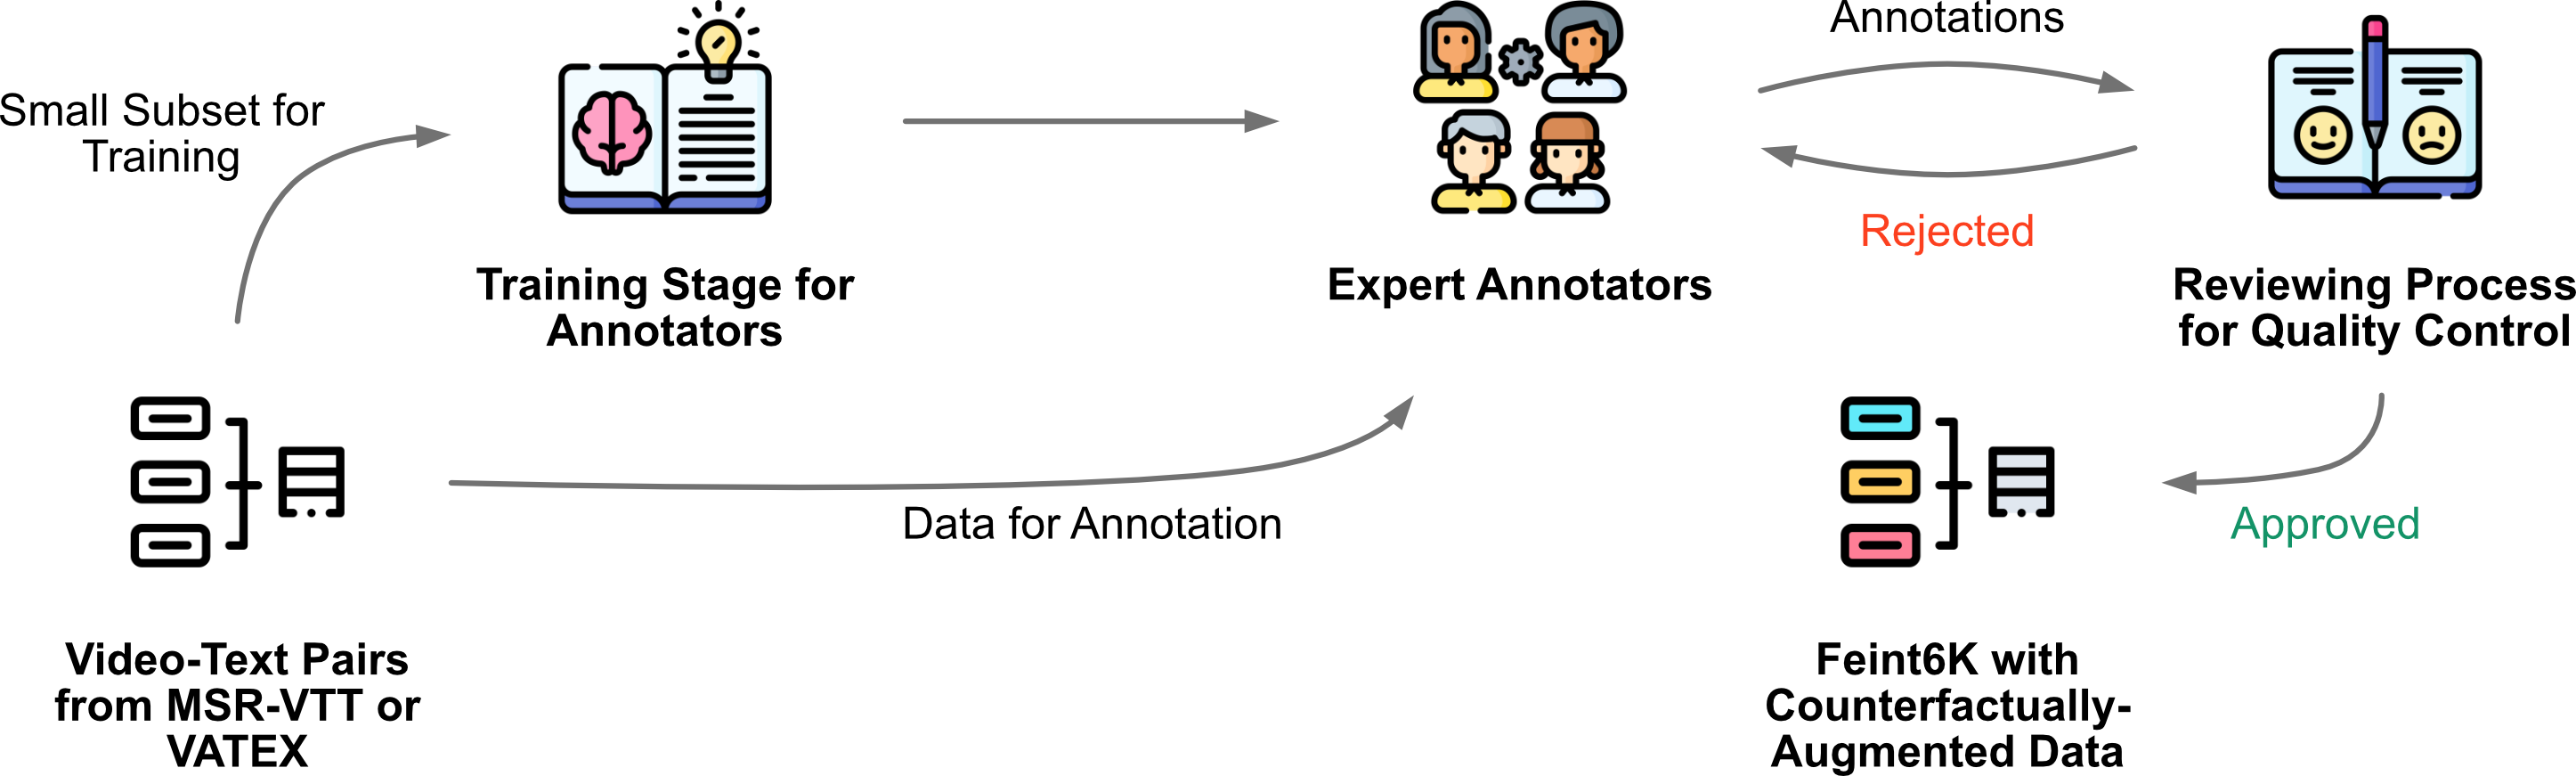 Annotations
Small Subset for
Training
Rejected
Training Stage for
Annotators
Expert Annotators
Reviewing Process
for Quality Control
Data for Annotation
Approved
Video-Text Pairs
from MSR-VTT or
VATEX
Feint6K with
Counterfactually-
Augmented Data